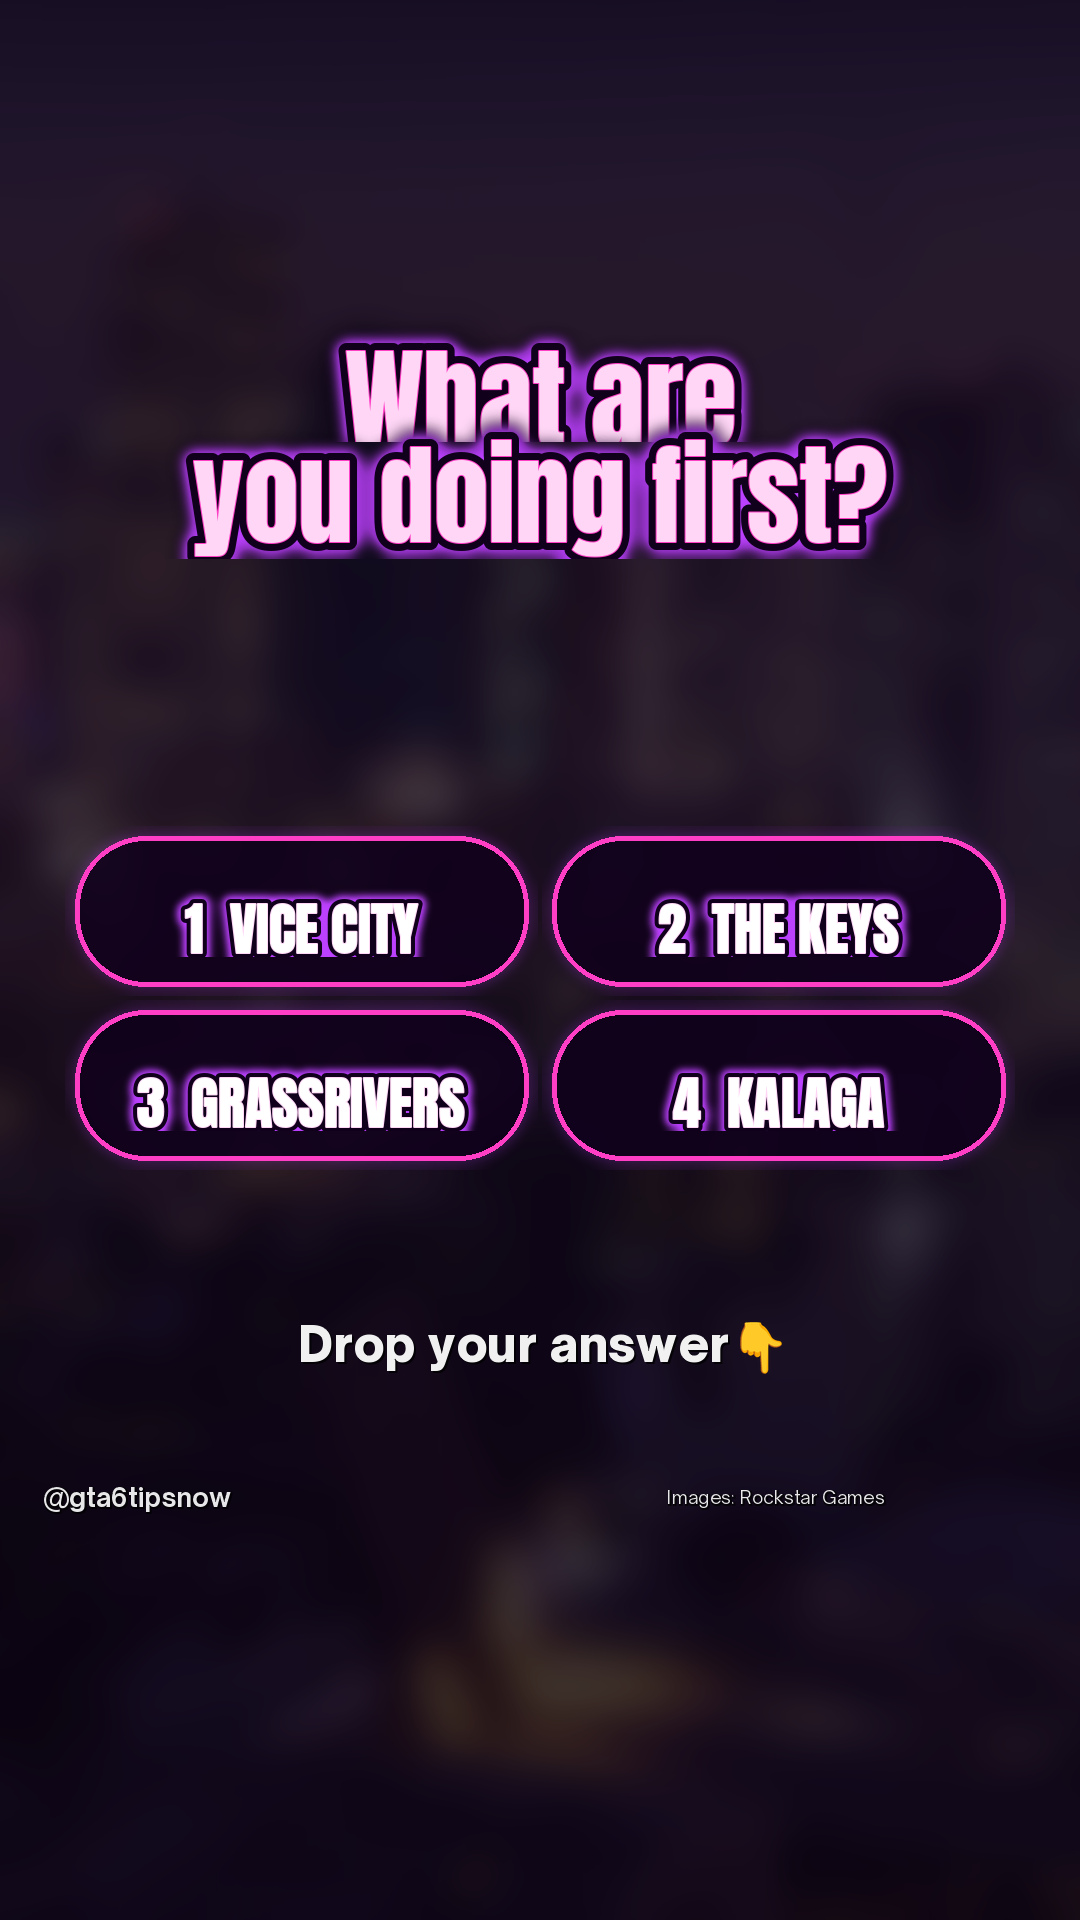 What are
you doing first?
1 VICE CITY
2 THE KEYS
3 GRASSRIVERS
4 KALAGA
Drop your answer👇
@gta6tipsnow
Images: Rockstar Games